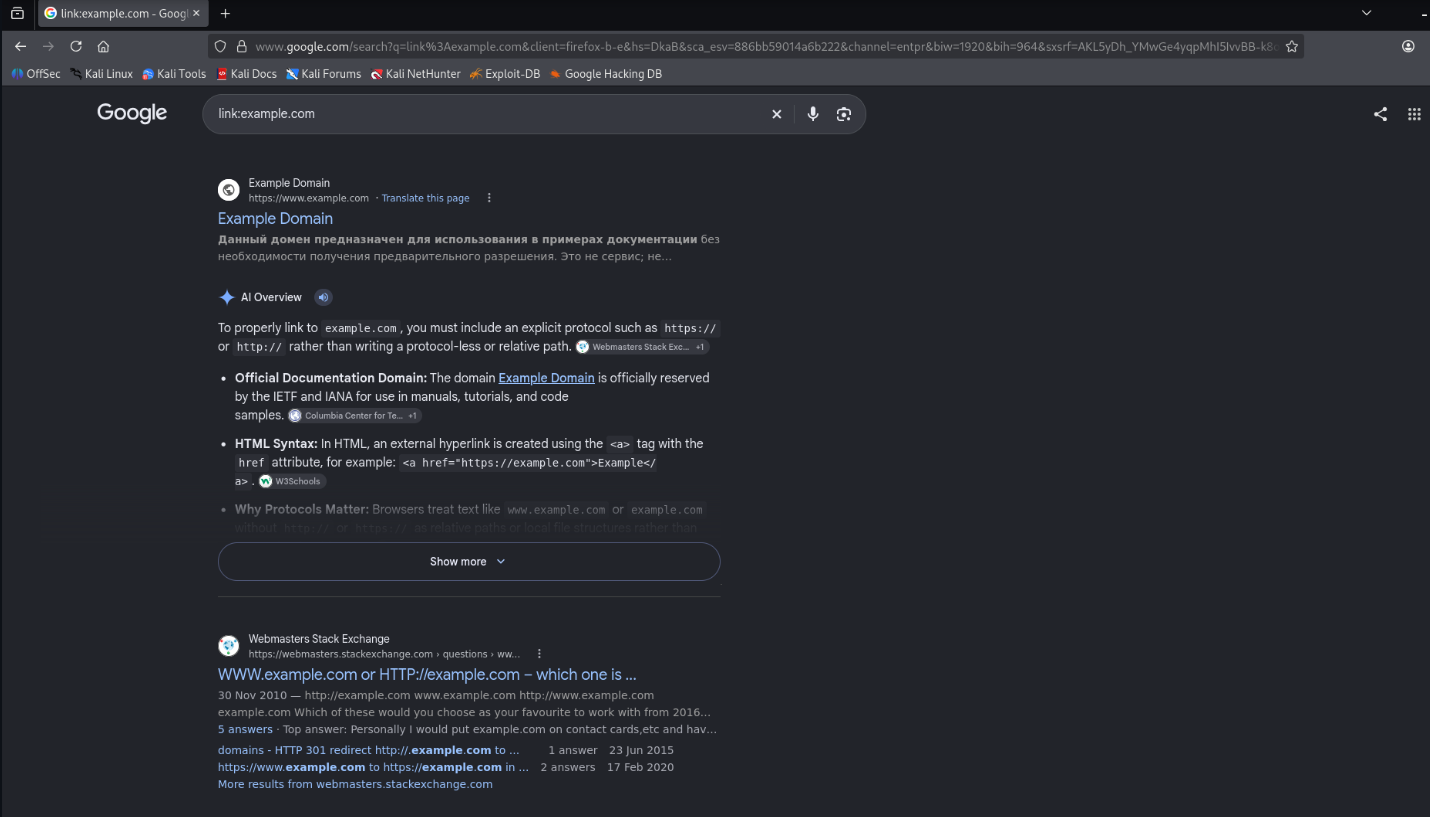 link:example.com - Googl
www.google.com/search?q=link%3Aexample.com&client=firefox-b-e&hs=DkaB&sca_esv=886bb59014a6b222&channel=entpr&biw=1920&bih=964&sxsrf=AKL5yDh_YMwGe4yqpMhI5IvvBB-k8
OffSec Kali Linux Kali Tools Kali Docs Kali Forums Kali NetHunter Exploit-DB Google Hacking DB
Google
link:example.com
Example Domain
https://www.example.com · Translate this page
Example Domain
Данный домен предназначен для использования в примерах документации без
необходимости получения предварительного разрешения. Это не сервис; не...
AI Overview
To properly link to example.com, you must include an explicit protocol such as https://
or http:// rather than writing a protocol-less or relative path. Webmasters Stack Exc... +1
• Official Documentation Domain: The domain Example Domain is officially reserved
by the IETF and IANA for use in manuals, tutorials, and code
samples. Columbia Center for Te... +1
• HTML Syntax: In HTML, an external hyperlink is created using the <a> tag with the
href attribute, for example: <a href="https://example.com">Example</
a>. W3Schools
• Why Protocols Matter: Browsers treat text like www.example.com or example.com
without http:// or https:// as relative paths or local file structures rather than
Show more
Webmasters Stack Exchange
https://webmasters.stackexchange.com › questions › ww...
WWW.example.com or HTTP://example.com – which one is ...
30 Nov 2010 — http://example.com www.example.com http://www.example.com
example.com Which of these would you choose as your favourite to work with from 2016...
5 answers · Top answer: Personally I would put example.com on contact cards,etc and hav...
domains - HTTP 301 redirect http://.example.com to ... 1 answer 23 Jun 2015
https://www.example.com to https://example.com in ... 2 answers 17 Feb 2020
More results from webmasters.stackexchange.com